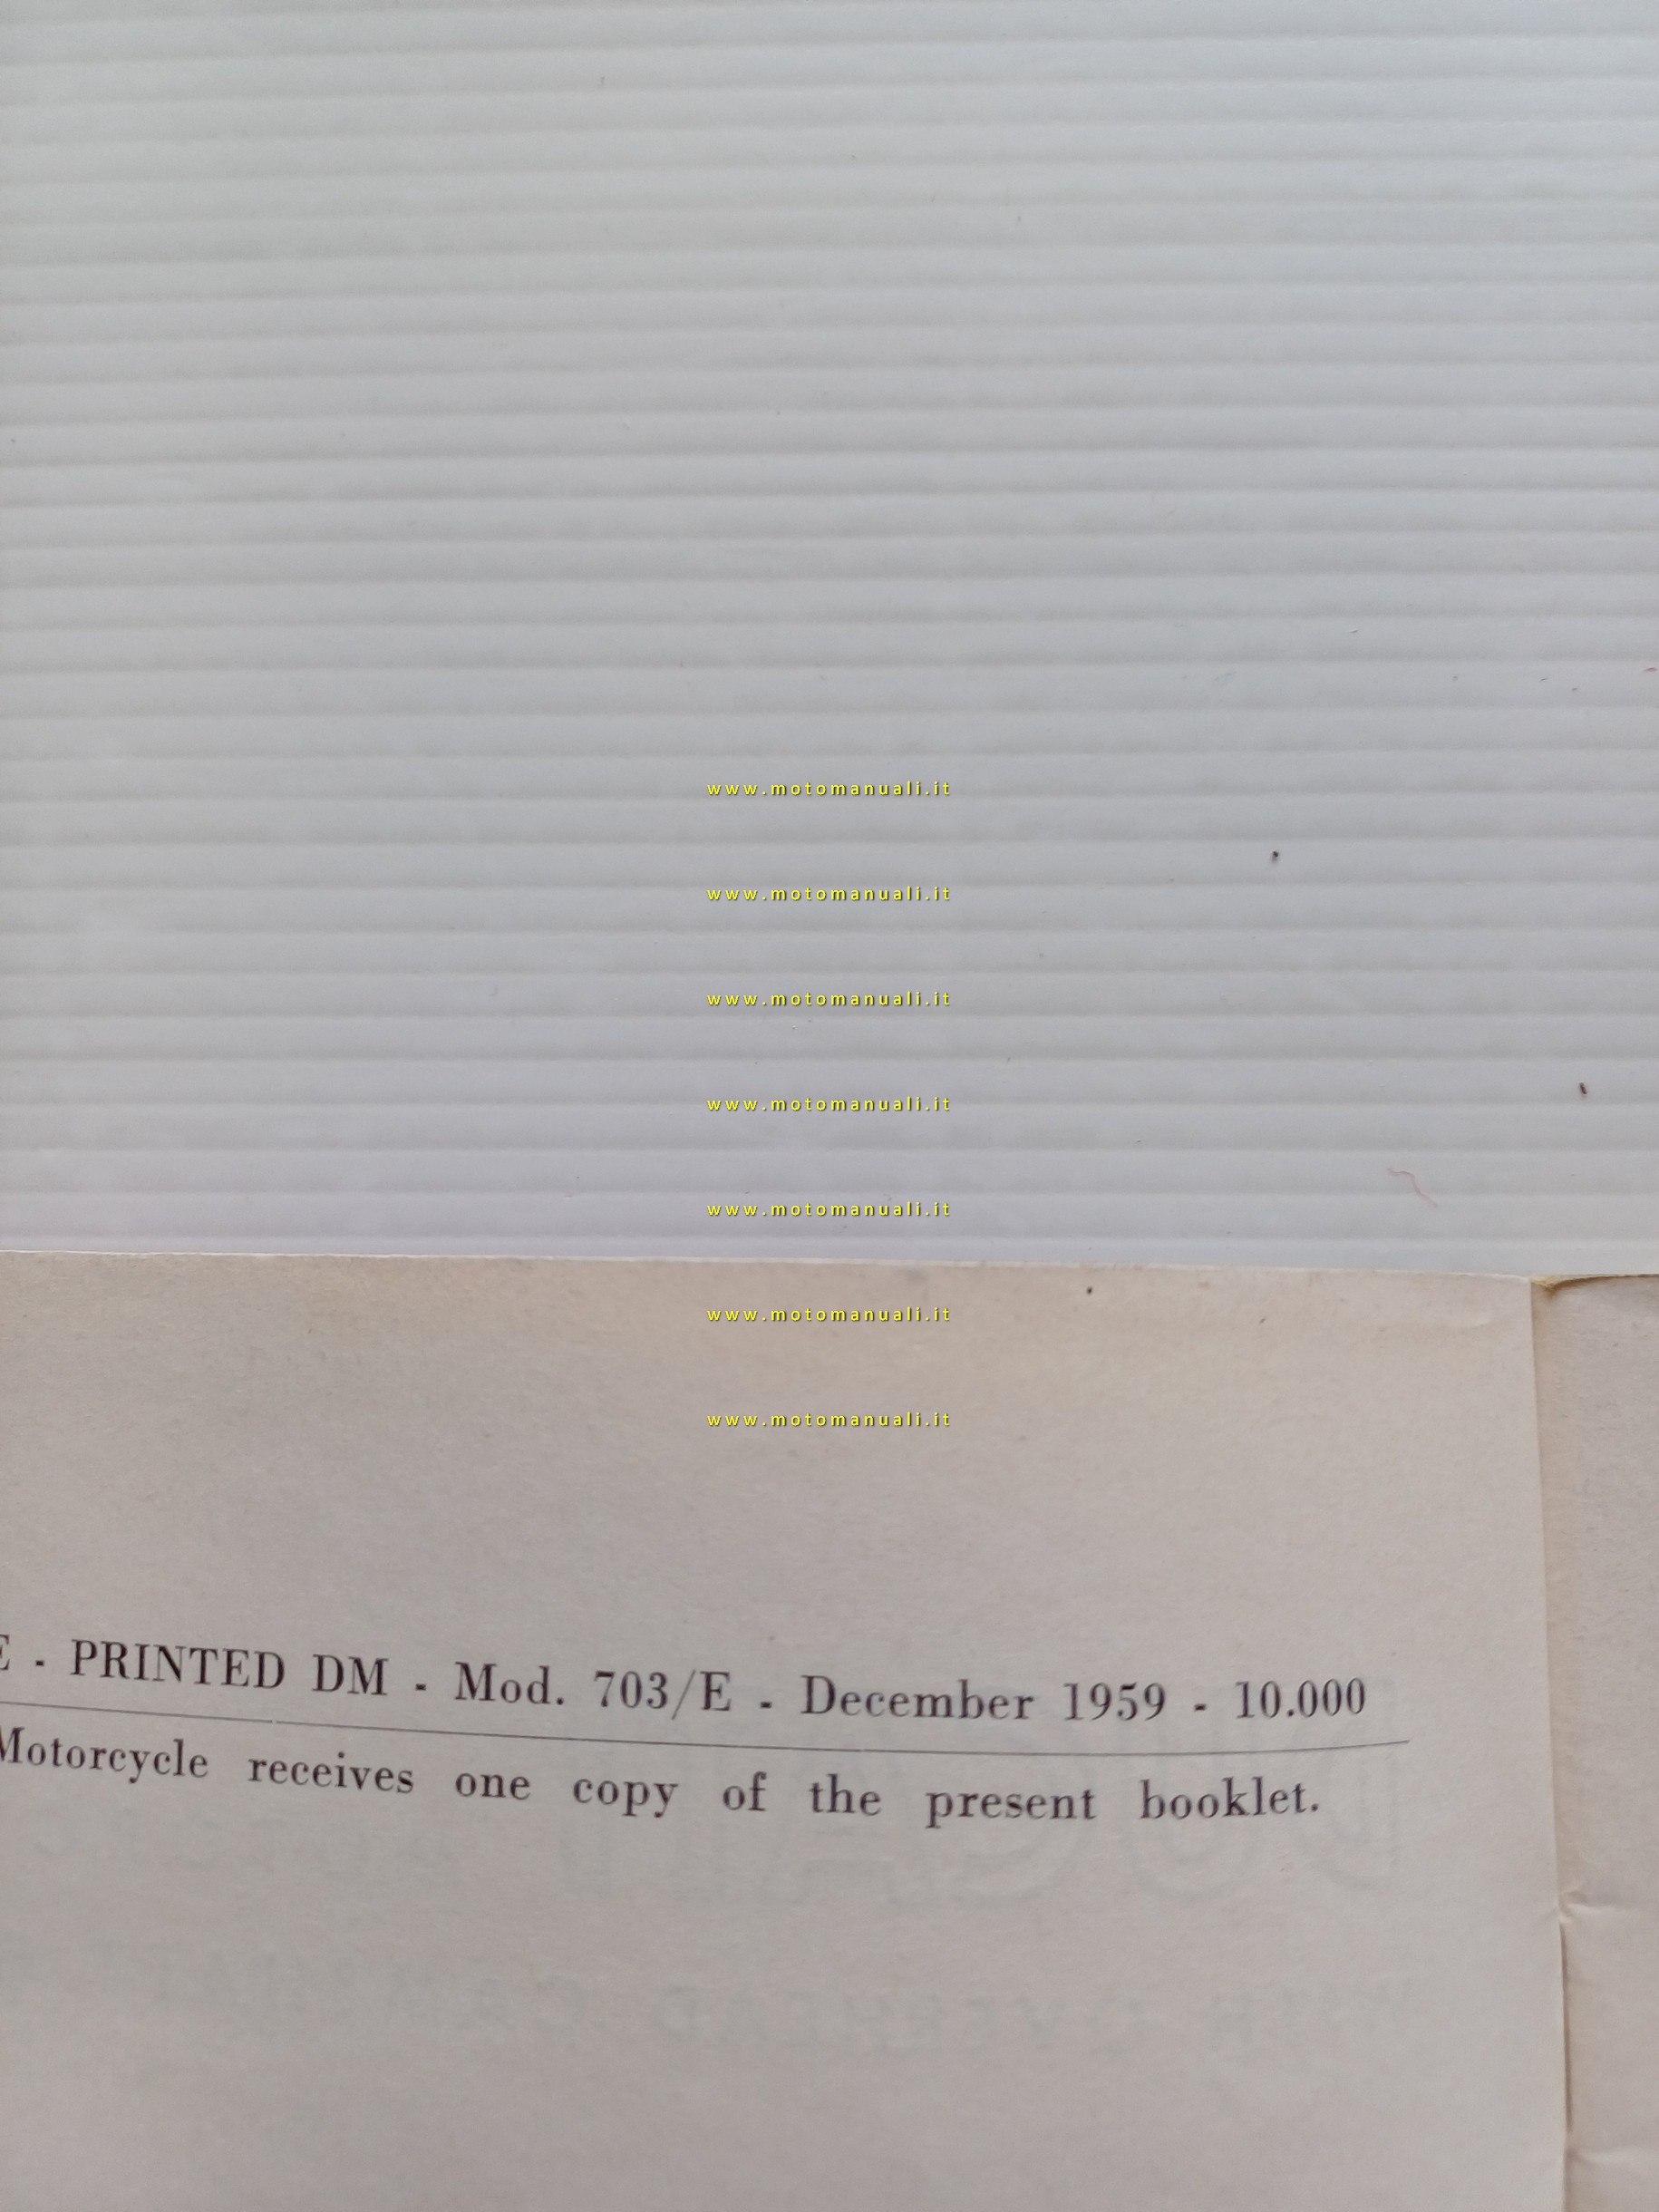 www.motomanuali.it
www.motomanuali.it
www.motomanuali.it
www.motomanuali.it
www.motomanuali.it
www.motomanuali.it
www.motomanuali.it
E - PRINTED DM - Mod. 703/E - December 1959 - 10.000
Motorcycle receives one copy of the present booklet.